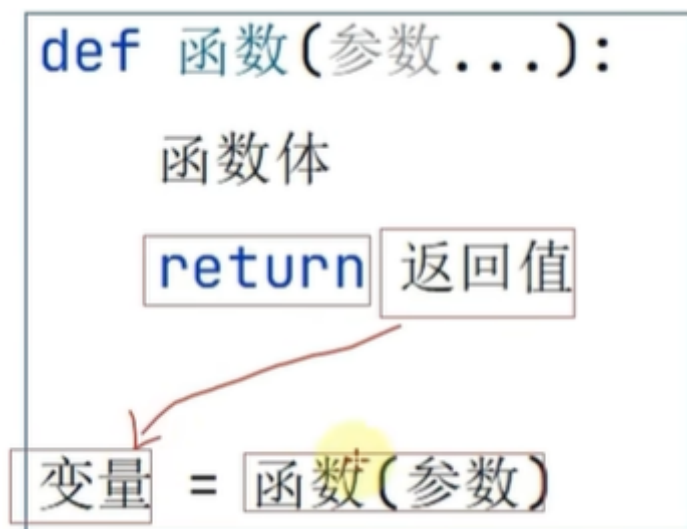 def 函数(参数...):
函数体
return 返回值
变量 = 函数(参数)